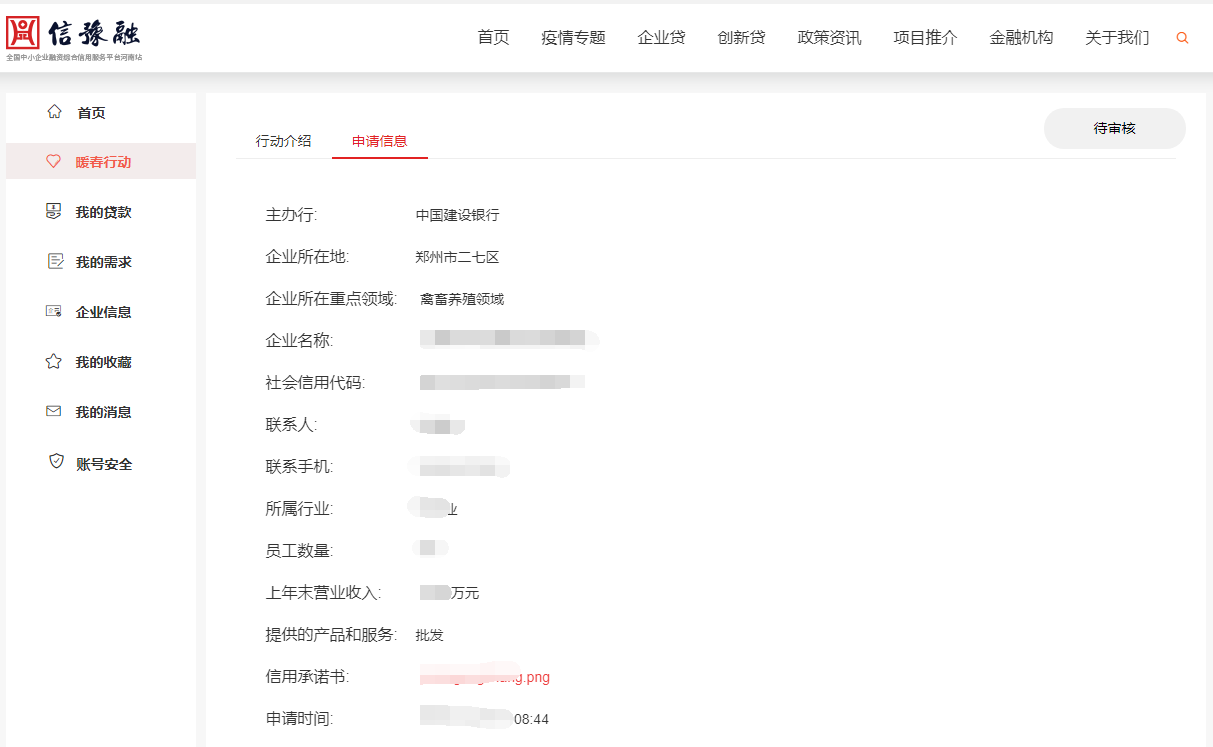 信豫融
全国中小企业融资综合信用服务平台河南站
首页 疫情专题 企业贷 创新贷 政策资讯 项目推介 金融机构 关于我们
首页
暖春行动
我的贷款
我的需求
企业信息
我的收藏
我的消息
账号安全
行动介绍 申请信息
待审核
主办行: 中国建设银行
企业所在地: 郑州市二七区
企业所在重点领域: 禽畜养殖领域
企业名称:
社会信用代码:
联系人:
联系手机:
所属行业: 业
员工数量:
上年末营业收入: 万元
提供的产品和服务: 批发
信用承诺书: .png
申请时间: 08:44